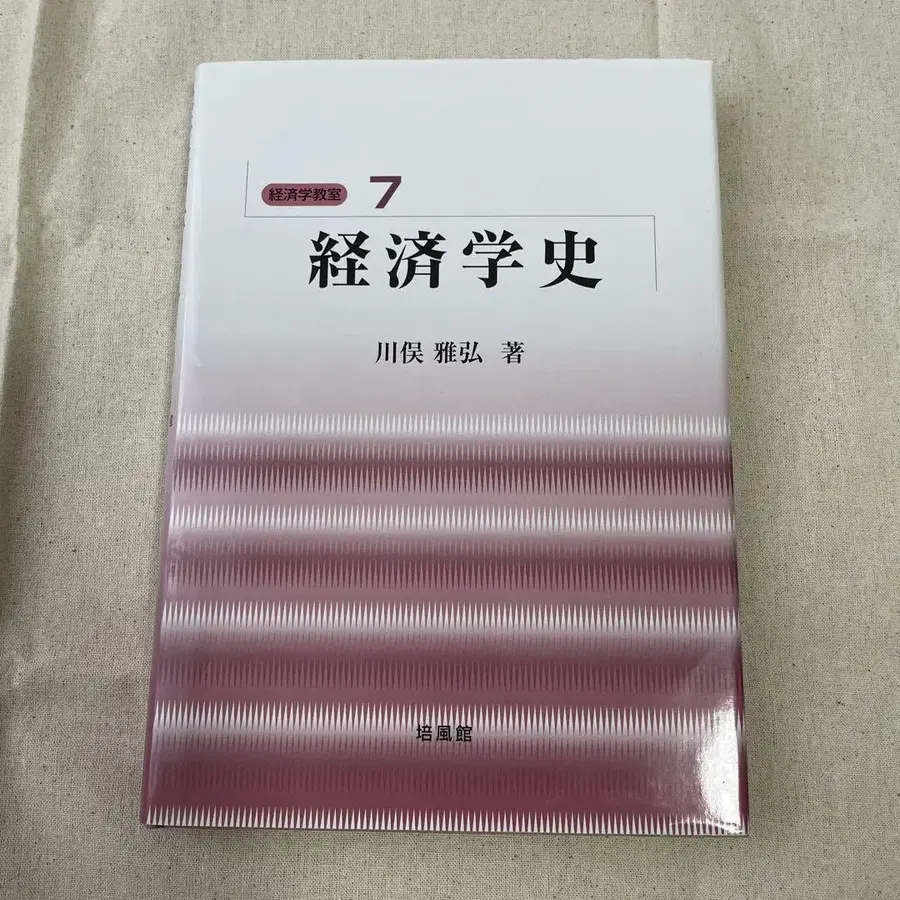 経済学教室 7
経済学史
川俣 雅弘 著
培風館